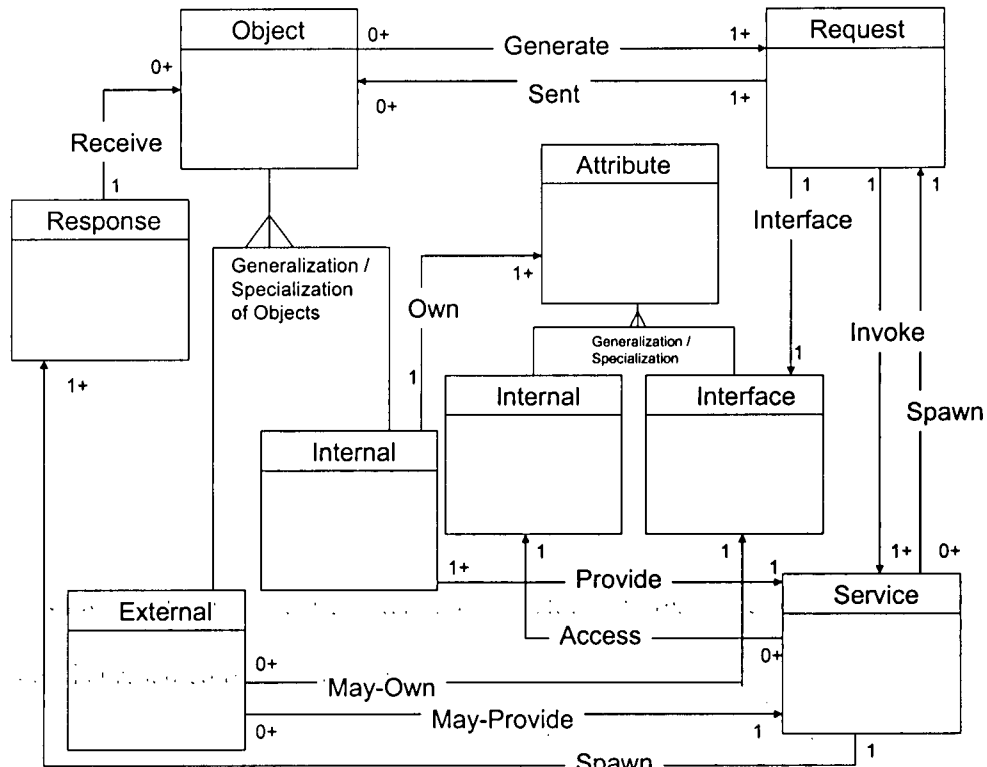 Object
0+
Generate
1+
Request
0+
Sent
1+
0+
Receive
1
Response
Attribute
1
1
1
Interface
Generalization /
Specialization
of Objects
1+
Own
Generalization /
Specialization
Invoke
1
1
1+
Internal
Interface
Spawn
Internal
1
1
1+
0+
1+
Provide
1
Service
External
Access
0+
0+
May-Own
May-Provide
0+
1
1
Spawn